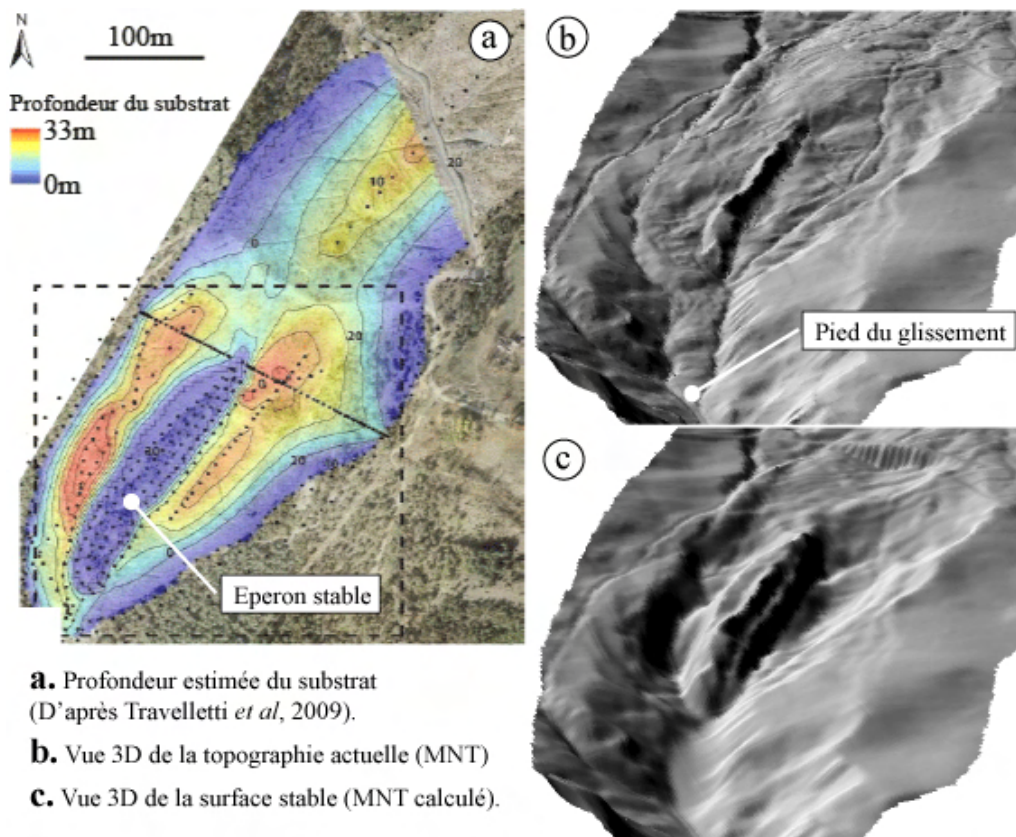 N
100m
a
Profondeur du substrat
33m
0m
20
10
0
20
0
30
20
0
Eperon stable
b
Pied du glissement
c
a. Profondeur estimée du substrat
(D'après Travelletti et al, 2009).
b. Vue 3D de la topographie actuelle (MNT)
c. Vue 3D de la surface stable (MNT calculé).